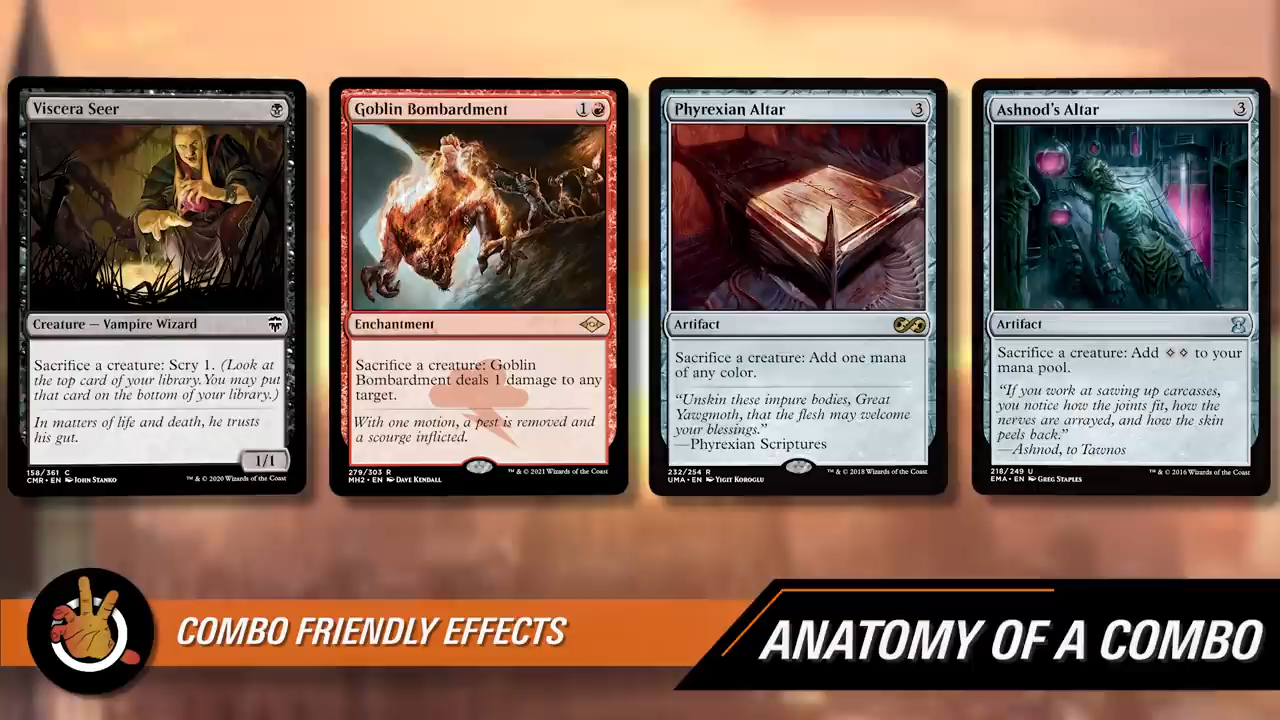 Viscera Seer
Creature — Vampire Wizard
Sacrifice a creature: Scry 1. (Look
at the top card of your library. You may put
that card on the bottom of your library.)
In matters of life and death, he trusts
his gut.
1/1
158/361 C
CMR • EN John Stanko
™ & © 2020 Wizards of the Coast
Goblin Bombardment 1
Enchantment
Sacrifice a creature: Goblin
Bombardment deals 1 damage to any
target.
With one motion, a pest is removed and
a scourge inflicted.
279/303 R
MH2 • EN Dave Kendall
™ & © 2021 Wizards of the Coast
Phyrexian Altar 3
Artifact
Sacrifice a creature: Add one mana
of any color.
“Unskin these impure bodies, Great
Yawgmoth, that the flesh may welcome
your blessings.”
—Phyrexian Scriptures
232/254 R
UMA • EN Yigit Koroglu
™ & © 2018 Wizards of the Coast
Ashnod's Altar 3
Artifact
Sacrifice a creature: Add to your
mana pool.
“If you work at sawing up carcasses,
you notice how the joints fit, how the
nerves are arrayed, and how the skin
peels back.”
—Ashnod, to Tawnos
218/249 U
EMA • EN Greg Staples
™ & © 2016 Wizards of the Coast
COMBO FRIENDLY EFFECTS
ANATOMY OF A COMBO